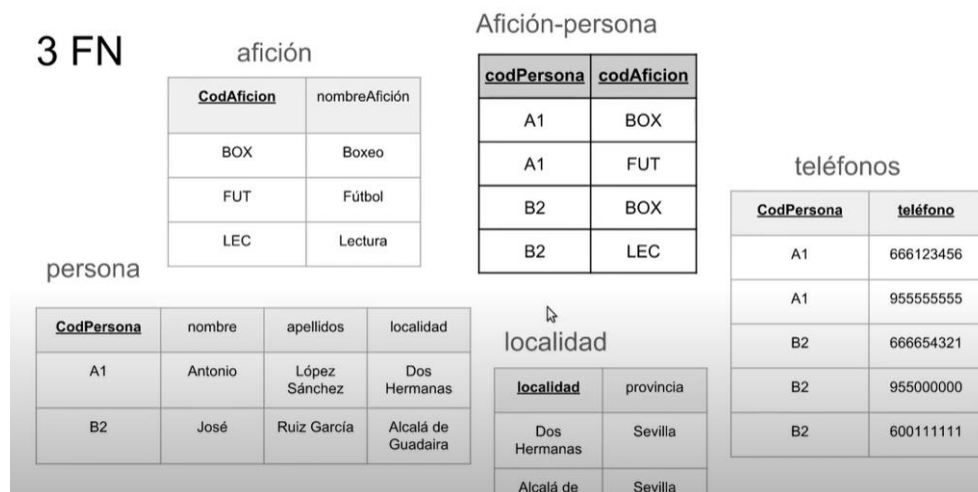 3 FN
afición
CodAficion nombreAfición
BOX Boxeo
FUT Fútbol
LEC Lectura
Afición-persona
codPersona codAficion
A1 BOX
A1 FUT
B2 BOX
B2 LEC
teléfonos
CodPersona teléfono
A1 666123456
A1 955555555
B2 666654321
B2 955000000
B2 600111111
persona
CodPersona nombre apellidos localidad
A1 Antonio López Dos
Sánchez Hermanas
B2 José Ruiz García Alcalá de
Guadaira
localidad
localidad provincia
Dos Sevilla
Hermanas
Alcalá de Sevilla